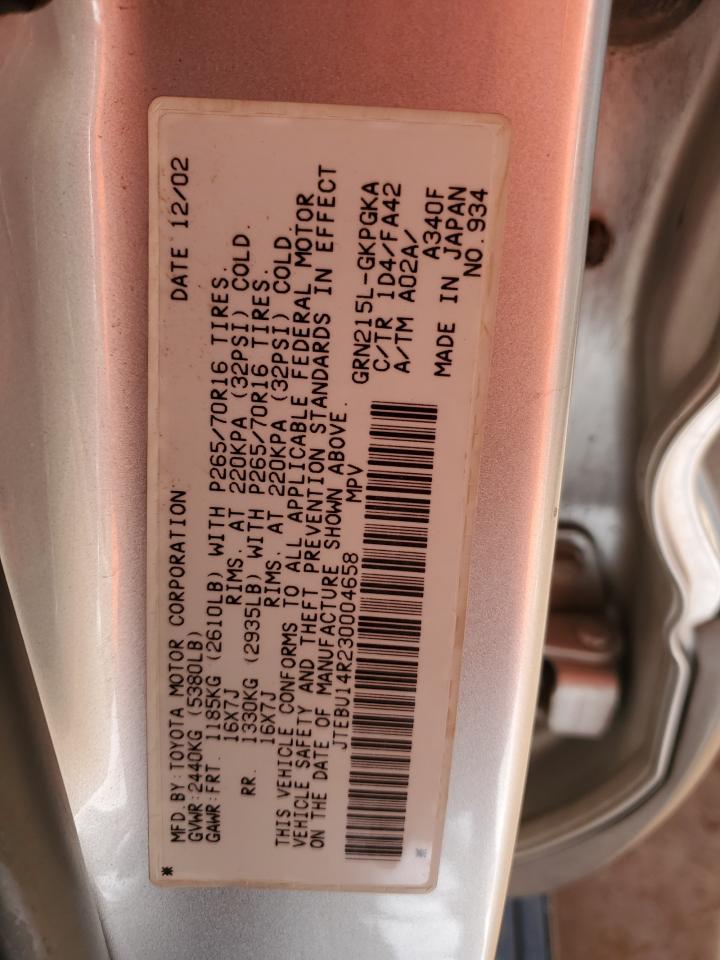 MFD. BY: TOYOTA MOTOR CORPORATION DATE 12/02
GVWR: 2440KG (5380LB)
GAWR: FRT. 1185KG (2610LB) WITH P265/70R16 TIRES.
16X7J RIMS. AT 220KPA (32PSI) COLD.
RR. 1330KG (2935LB) WITH P265/70R16 TIRES.
16X7J RIMS. AT 220KPA (32PSI) COLD.
THIS VEHICLE CONFORMS TO ALL APPLICABLE FEDERAL MOTOR
VEHICLE SAFETY AND THEFT PREVENTION STANDARDS IN EFFECT
ON THE DATE OF MANUFACTURE SHOWN ABOVE.
JTEBU14R230004658 MPV
GRN215L-GKPGKA
C/TR 1D4/FA42
A/TM A02A/
A340F
MADE IN JAPAN
NO.934